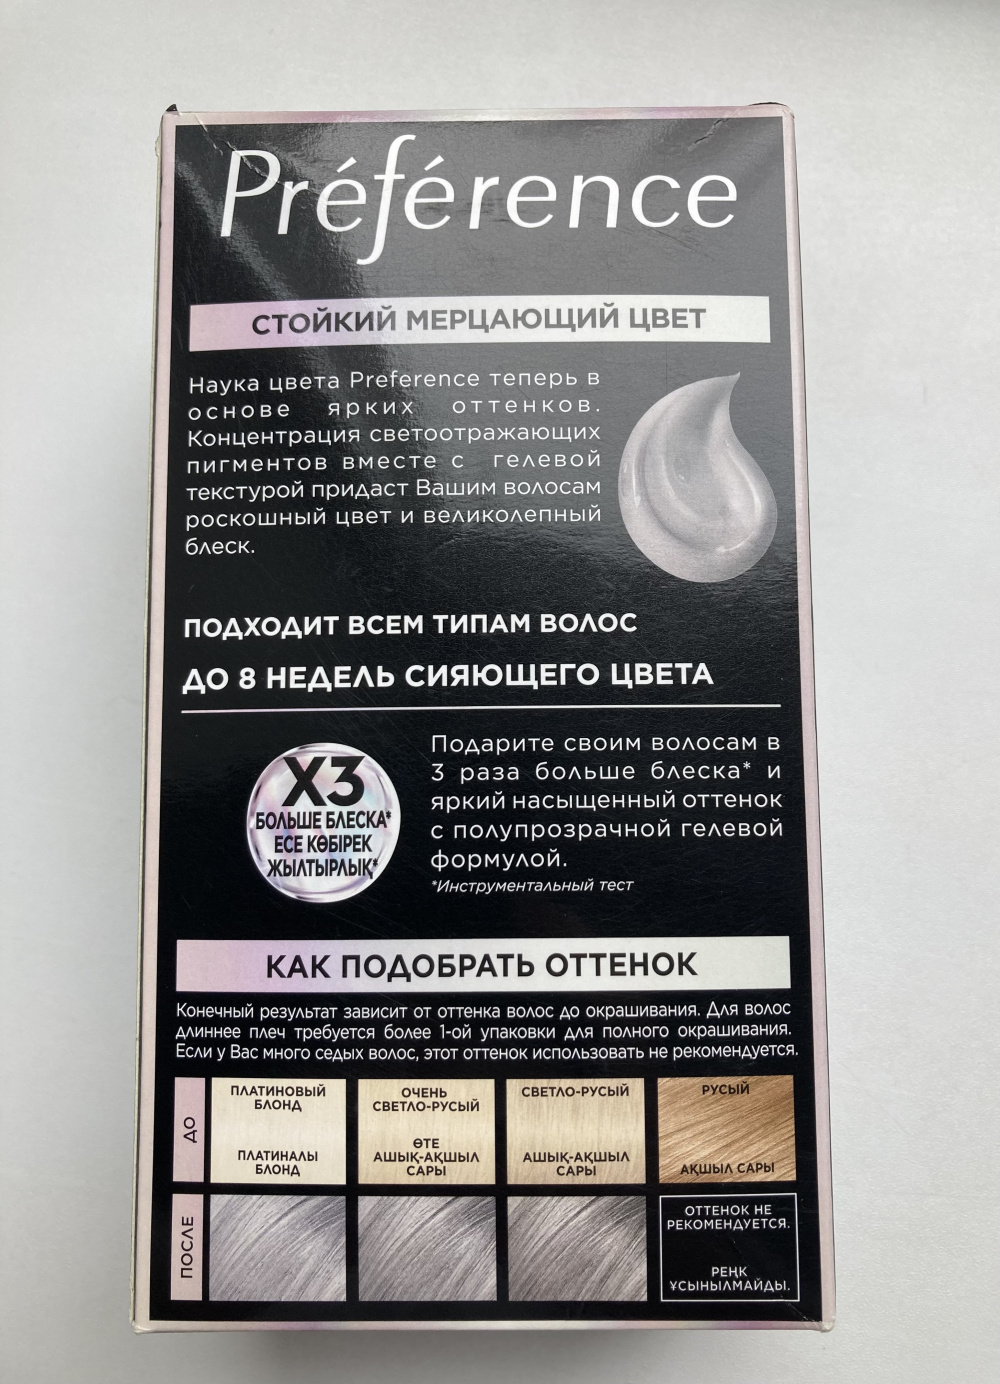 Préférence
СТОЙКИЙ МЕРЦАЮЩИЙ ЦВЕТ
Наука цвета Preference теперь в
основе ярких оттенков.
Концентрация светоотражающих
пигментов вместе с гелевой
текстурой придаст Вашим волосам
роскошный цвет и великолепный
блеск.
ПОДХОДИТ ВСЕМ ТИПАМ ВОЛОС
ДО 8 НЕДЕЛЬ СИЯЮЩЕГО ЦВЕТА
X3
БОЛЬШЕ БЛЕСКА*
ЕСЕ КӨБІРЕК
ЖЫЛТЫРЛЫҚ*
Подарите своим волосам в
3 раза больше блеска* и
яркий насыщенный оттенок
с полупрозрачной гелевой
формулой.
*Инструментальный тест
КАК ПОДОБРАТЬ ОТТЕНОК
Конечный результат зависит от оттенка волос до окрашивания. Для волос
длиннее плеч требуется более 1-ой упаковки для полного окрашивания.
Если у Вас много седых волос, этот оттенок использовать не рекомендуется.
ДО
ПЛАТИНОВЫЙ
БЛОНД
ПЛАТИНАЛЫ
БЛОНД
ОЧЕНЬ
СВЕТЛО-РУСЫЙ
ӨТЕ
АШЫҚ-АҚШЫЛ
САРЫ
СВЕТЛО-РУСЫЙ
АШЫҚ-АҚШЫЛ
САРЫ
РУСЫЙ
АҚШЫЛ САРЫ
ПОСЛЕ
ОТТЕНОК НЕ
РЕКОМЕНДУЕТСЯ.
РЕҢК
ҰСЫНЫЛМАЙДЫ.